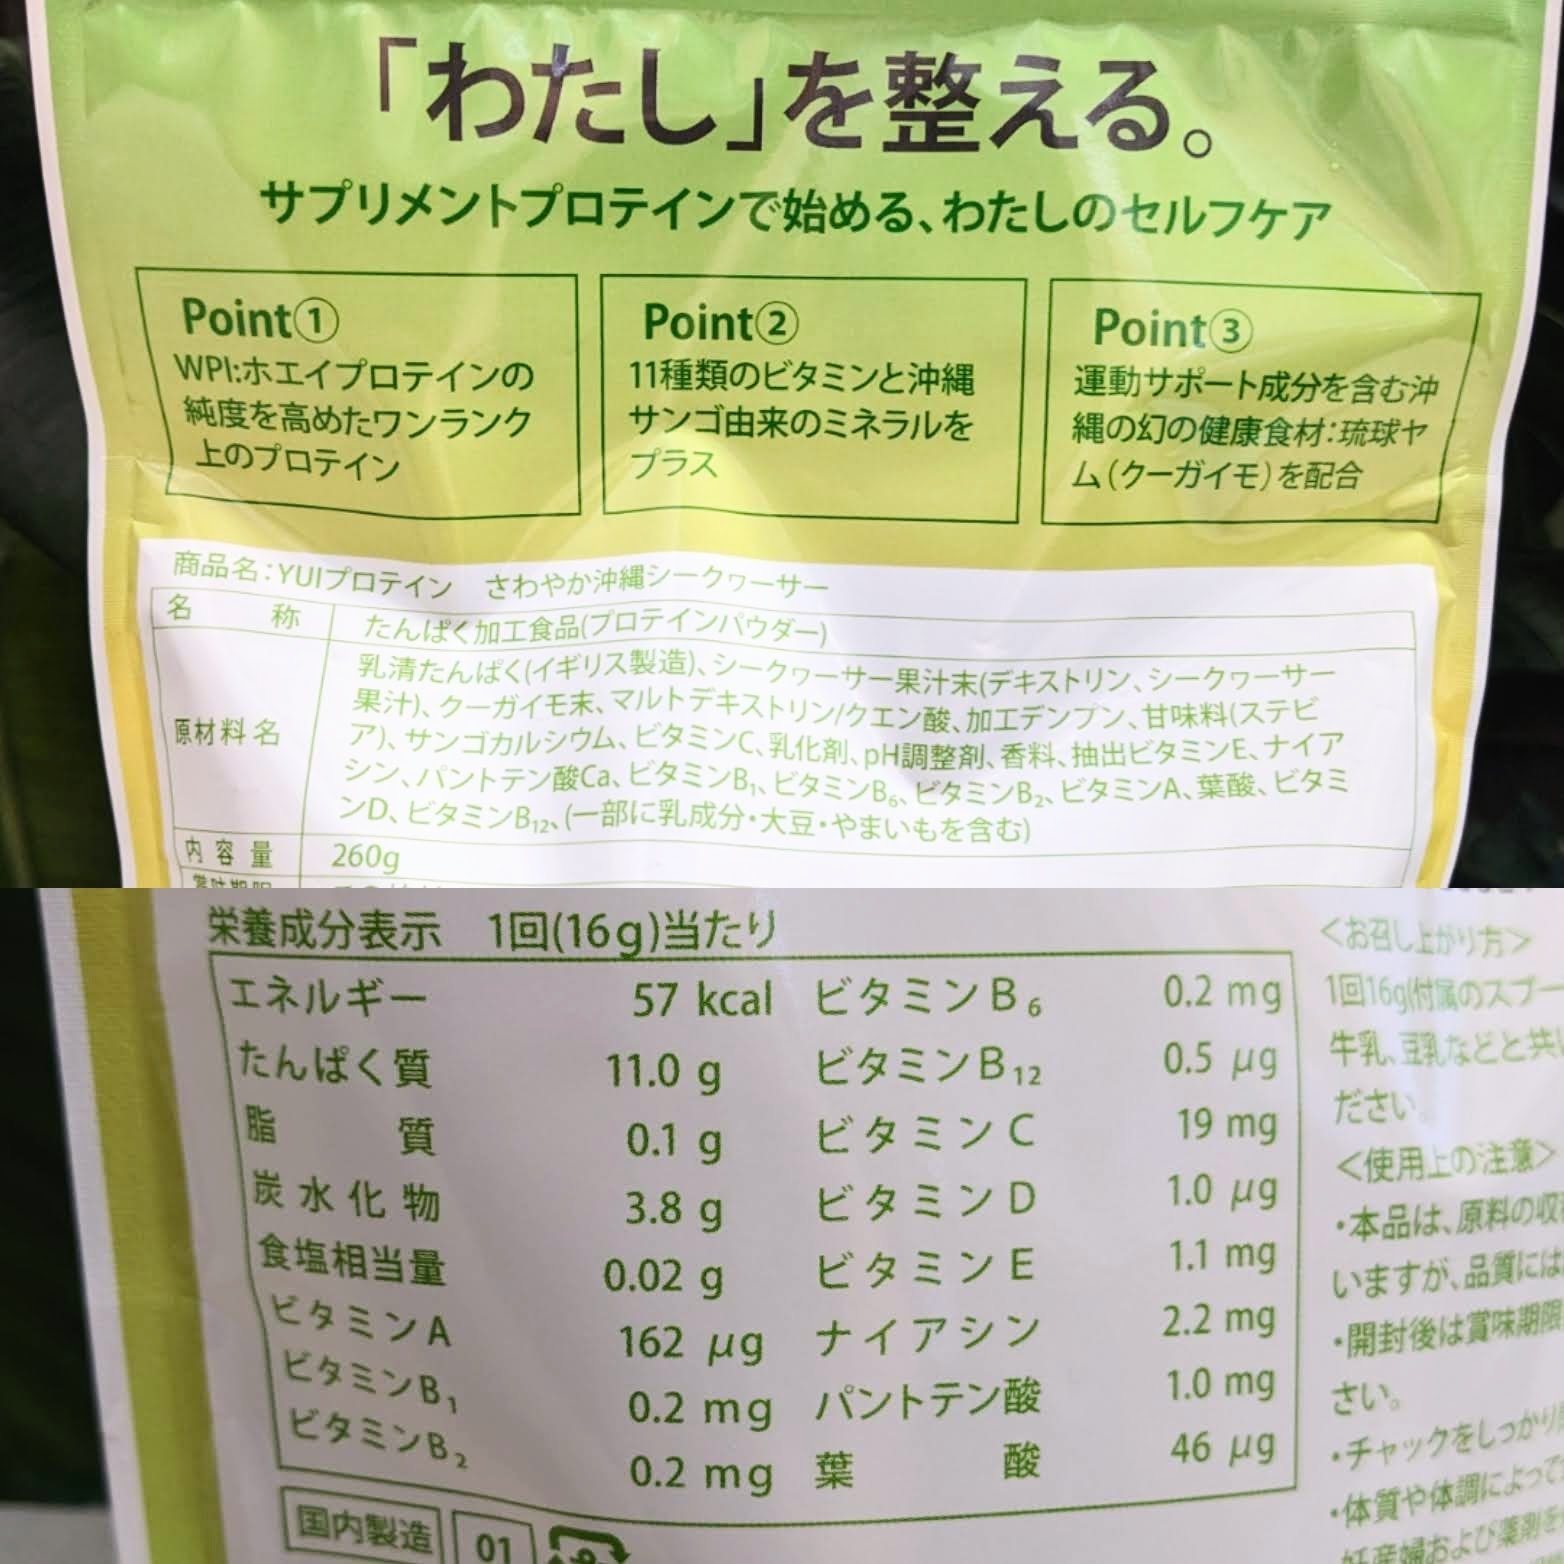 「わたし」を整える。
サプリメントプロテインで始める、わたしのセルフケア
Point①
WPI:ホエイプロテインの
純度を高めたワンランク
上のプロテイン
Point②
11種類のビタミンと沖縄
サンゴ由来のミネラルを
プラス
Point③
運動サポート成分を含む沖
縄の幻の健康食材:琉球ヤ
ム(クーガイモ)を配合
商品名:YUIプロテイン さわやか沖縄シークヮーサー
名称 たんぱく加工食品(プロテインパウダー)
原材料名
乳清たんぱく(イギリス製造)、シークヮーサー果汁末(デキストリン、シークヮーサー
果汁)、クーガイモ末、マルトデキストリン/クエン酸、加工デンプン、甘味料(ステビ
ア)、サンゴカルシウム、ビタミンC、乳化剤、pH調整剤、香料、抽出ビタミンE、ナイア
シン、パントテン酸Ca、ビタミンB₁、ビタミンB₆、ビタミンB₂、ビタミンA、葉酸、ビタミ
ンD、ビタミンB₁₂、(一部に乳成分・大豆・やまいもを含む)
内容量 260g
栄養成分表示 1回(16g)当たり
エネルギー 57 kcal
たんぱく質 11.0 g
脂質 0.1 g
炭水化物 3.8 g
食塩相当量 0.02 g
ビタミンA 162 μg
ビタミンB₁ 0.2 mg
ビタミンB₂ 0.2 mg
ビタミンB₆ 0.2 mg
ビタミンB₁₂ 0.5 μg
ビタミンC 19 mg
ビタミンD 1.0 μg
ビタミンE 1.1 mg
ナイアシン 2.2 mg
パントテン酸 1.0 mg
葉酸 46 μg
国内製造
01
<お召し上がり方>
1回16g(付属のスプー
牛乳、豆乳などと共に
ださい。
<使用上の注意>
・本品は、原料の収
いますが、品質には
・開封後は賞味期限
さい。
・チャックをしっかり
・体質や体調によって
妊産婦および薬剤を